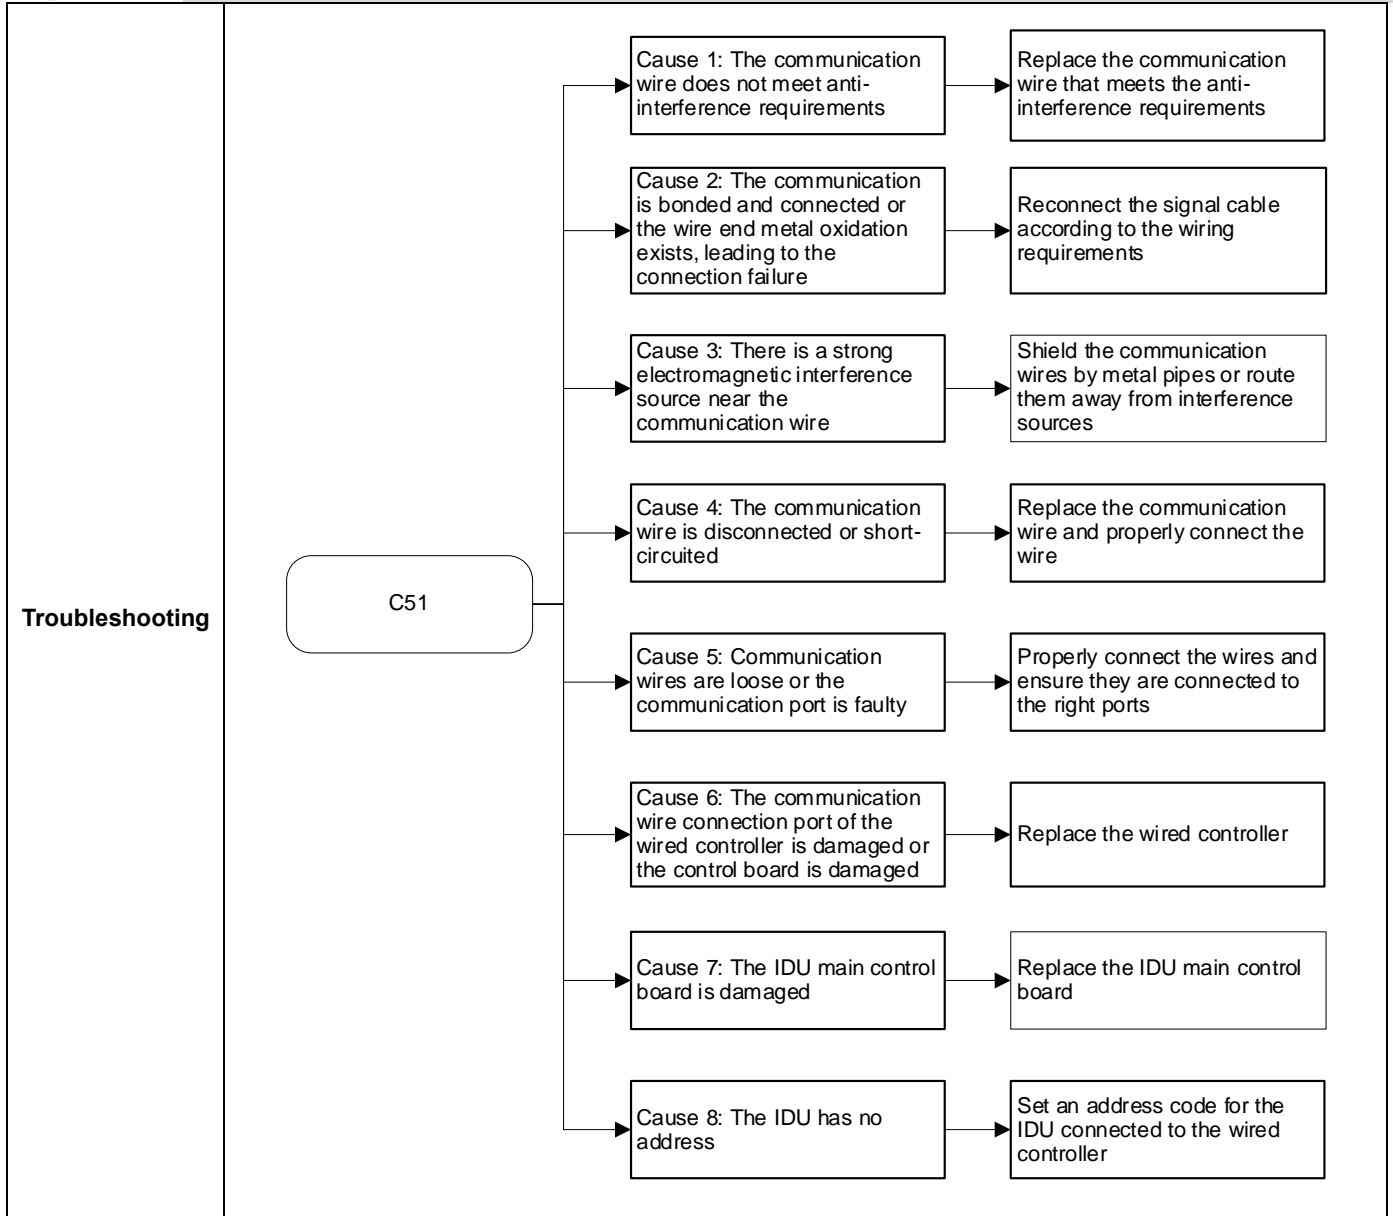 Troubleshooting
C51
Cause 1: The communication
wire does not meet anti-
interference requirements
Replace the communication
wire that meets the anti-
interference requirements
Cause 2: The communication
is bonded and connected or
the wire end metal oxidation
exists, leading to the
connection failure
Reconnect the signal cable
according to the wiring
requirements
Cause 3: There is a strong
electromagnetic interference
source near the
communication wire
Shield the communication
wires by metal pipes or route
them away from interference
sources
Cause 4: The communication
wire is disconnected or short-
circuited
Replace the communication
wire and properly connect the
wire
Cause 5: Communication
wires are loose or the
communication port is faulty
Properly connect the wires and
ensure they are connected to
the right ports
Cause 6: The communication
wire connection port of the
wired controller is damaged or
the control board is damaged
Replace the wired controller
Cause 7: The IDU main control
board is damaged
Replace the IDU main control
board
Cause 8: The IDU has no
address
Set an address code for the
IDU connected to the wired
controller